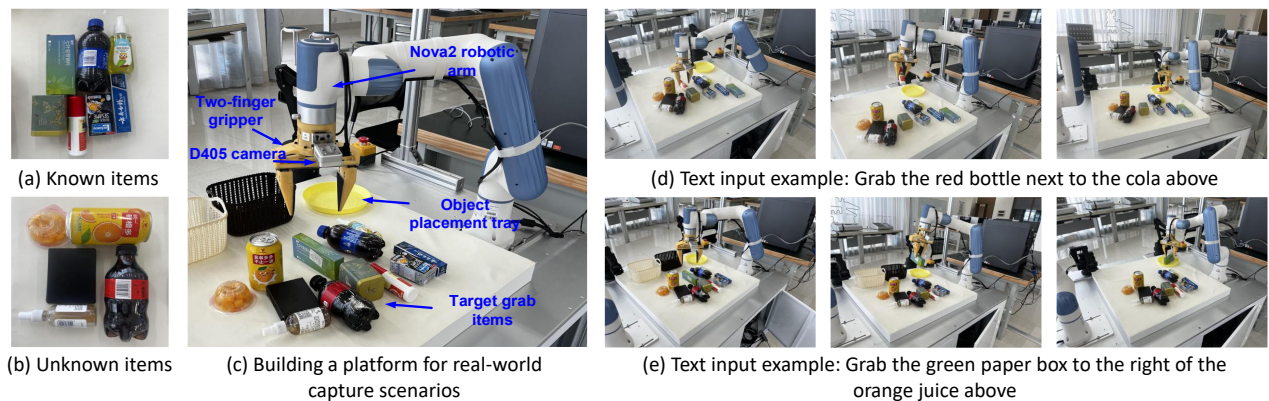 (a) Known items
(b) Unknown items
Nova2 robotic
arm
Two-finger
gripper
D405 camera
Object
placement tray
Target grab
items
(c) Building a platform for real-world
capture scenarios
(d) Text input example: Grab the red bottle next to the cola above
(e) Text input example: Grab the green paper box to the right of the
orange juice above